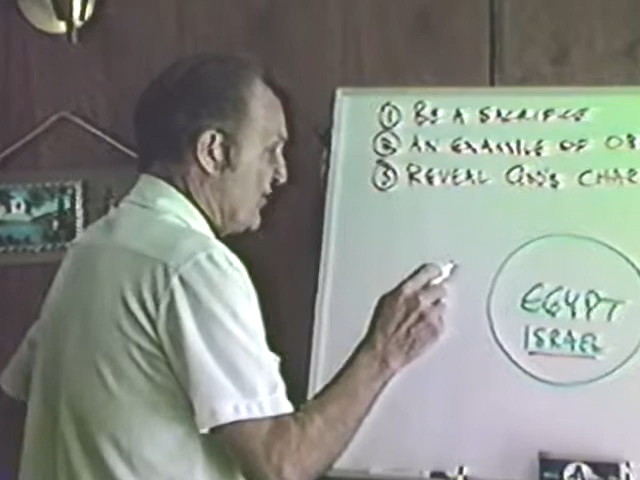 ① BE A SACRIFICE
② AN EXAMPLE OF OB
③ REVEAL GOD'S CHAR
EGYPT
ISRAEL